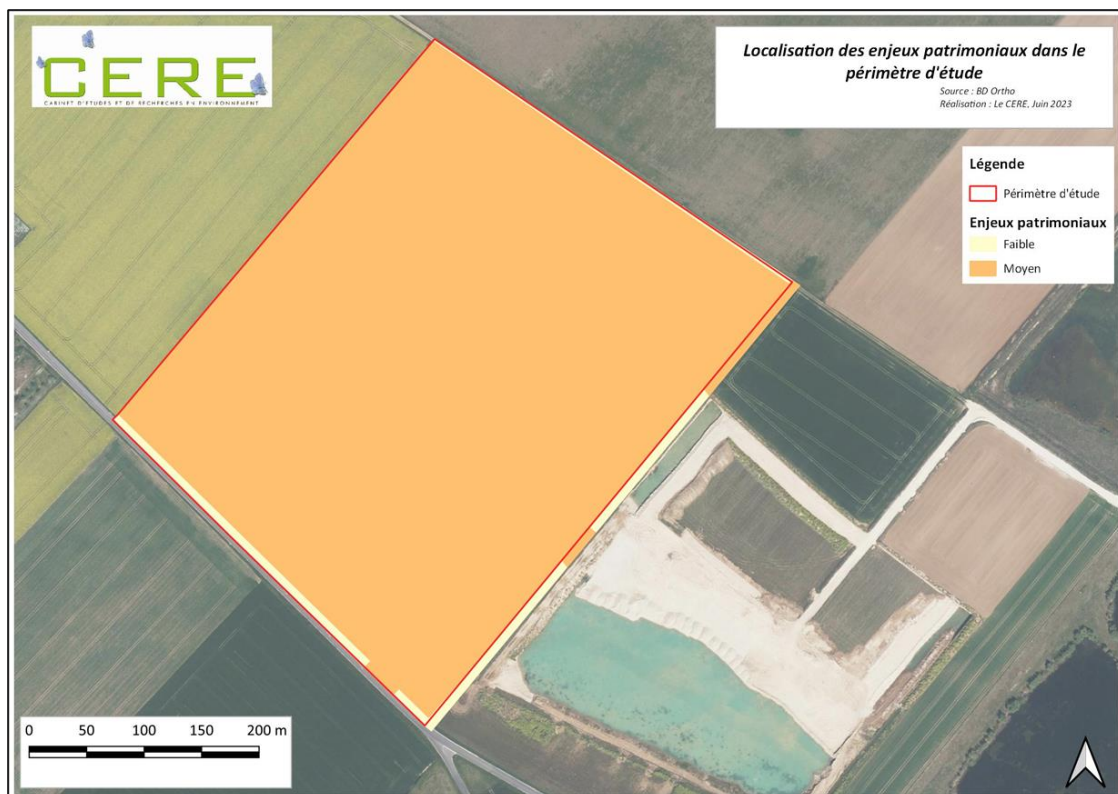 CERE
CABINET D'ÉTUDES ET DE RECHERCHES EN ENVIRONNEMENT
Localisation des enjeux patrimoniaux dans le
périmètre d'étude
Source : BD Ortho
Réalisation : Le CERE, Juin 2023
Légende
Périmètre d'étude
Enjeux patrimoniaux
Faible
Moyen
0 50 100 150 200 m